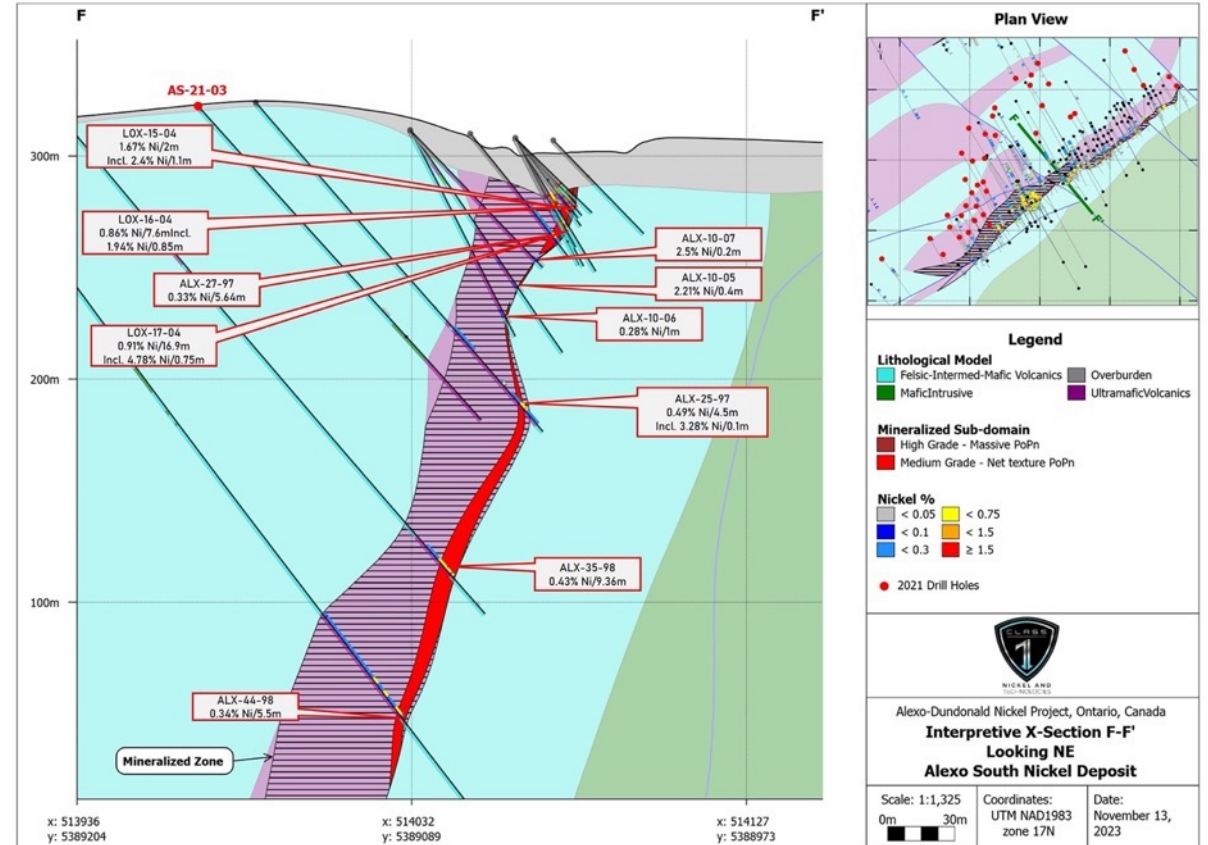 F
F'
AS-21-03
LOX-15-04
1.67% Ni/2m
Incl. 2.4% Ni/1.1m
300m
LOX-16-04
0.86% Ni/7.6mIncl.
1.94% Ni/0.85m
ALX-27-97
0.33% Ni/5.64m
LOX-17-04
0.91% Ni/16.9m
Incl. 4.78% Ni/0.75m
ALX-10-07
2.5% Ni/0.2m
ALX-10-05
2.21% Ni/0.4m
ALX-10-06
0.28% Ni/1m
200m
ALX-25-97
0.49% Ni/4.5m
Incl. 3.28% Ni/0.1m
ALX-35-98
0.43% Ni/9.36m
100m
ALX-44-98
0.34% Ni/5.5m
Mineralized Zone
x: 513936
y: 5389204
x: 514032
y: 5389089
x: 514127
y: 5388973
Plan View
F
F'
Legend
Lithological Model
Felsic-Intermed-Mafic Volcanics
Overburden
MaficIntrusive
UltramaficVolcanics
Mineralized Sub-domain
High Grade - Massive PoPn
Medium Grade - Net texture PoPn
Nickel %
< 0.05
< 0.75
< 0.1
< 1.5
< 0.3
≥ 1.5
2021 Drill Holes
CLASS
1
NICKEL AND
TECHNOLOGIES
Alexo-Dundonald Nickel Project, Ontario, Canada
Interpretive X-Section F-F'
Looking NE
Alexo South Nickel Deposit
Scale: 1:1,325
0m 30m
Coordinates:
UTM NAD1983
zone 17N
Date:
November 13,
2023